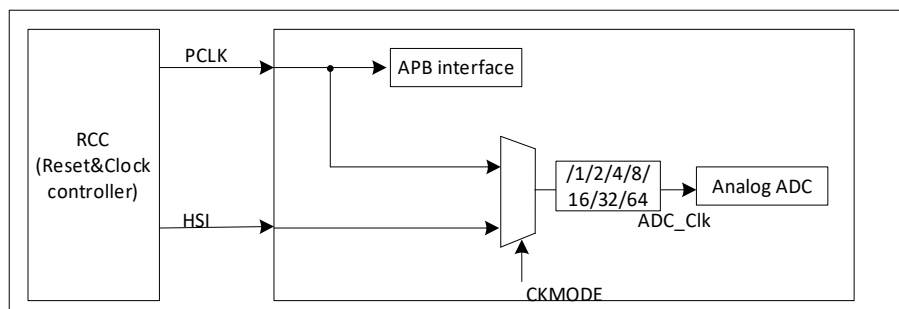 PCLK
APB interface
RCC
(Reset&Clock
controller)
/1/2/4/8/
16/32/64
Analog ADC
HSI
ADC_Clk
CKMODE